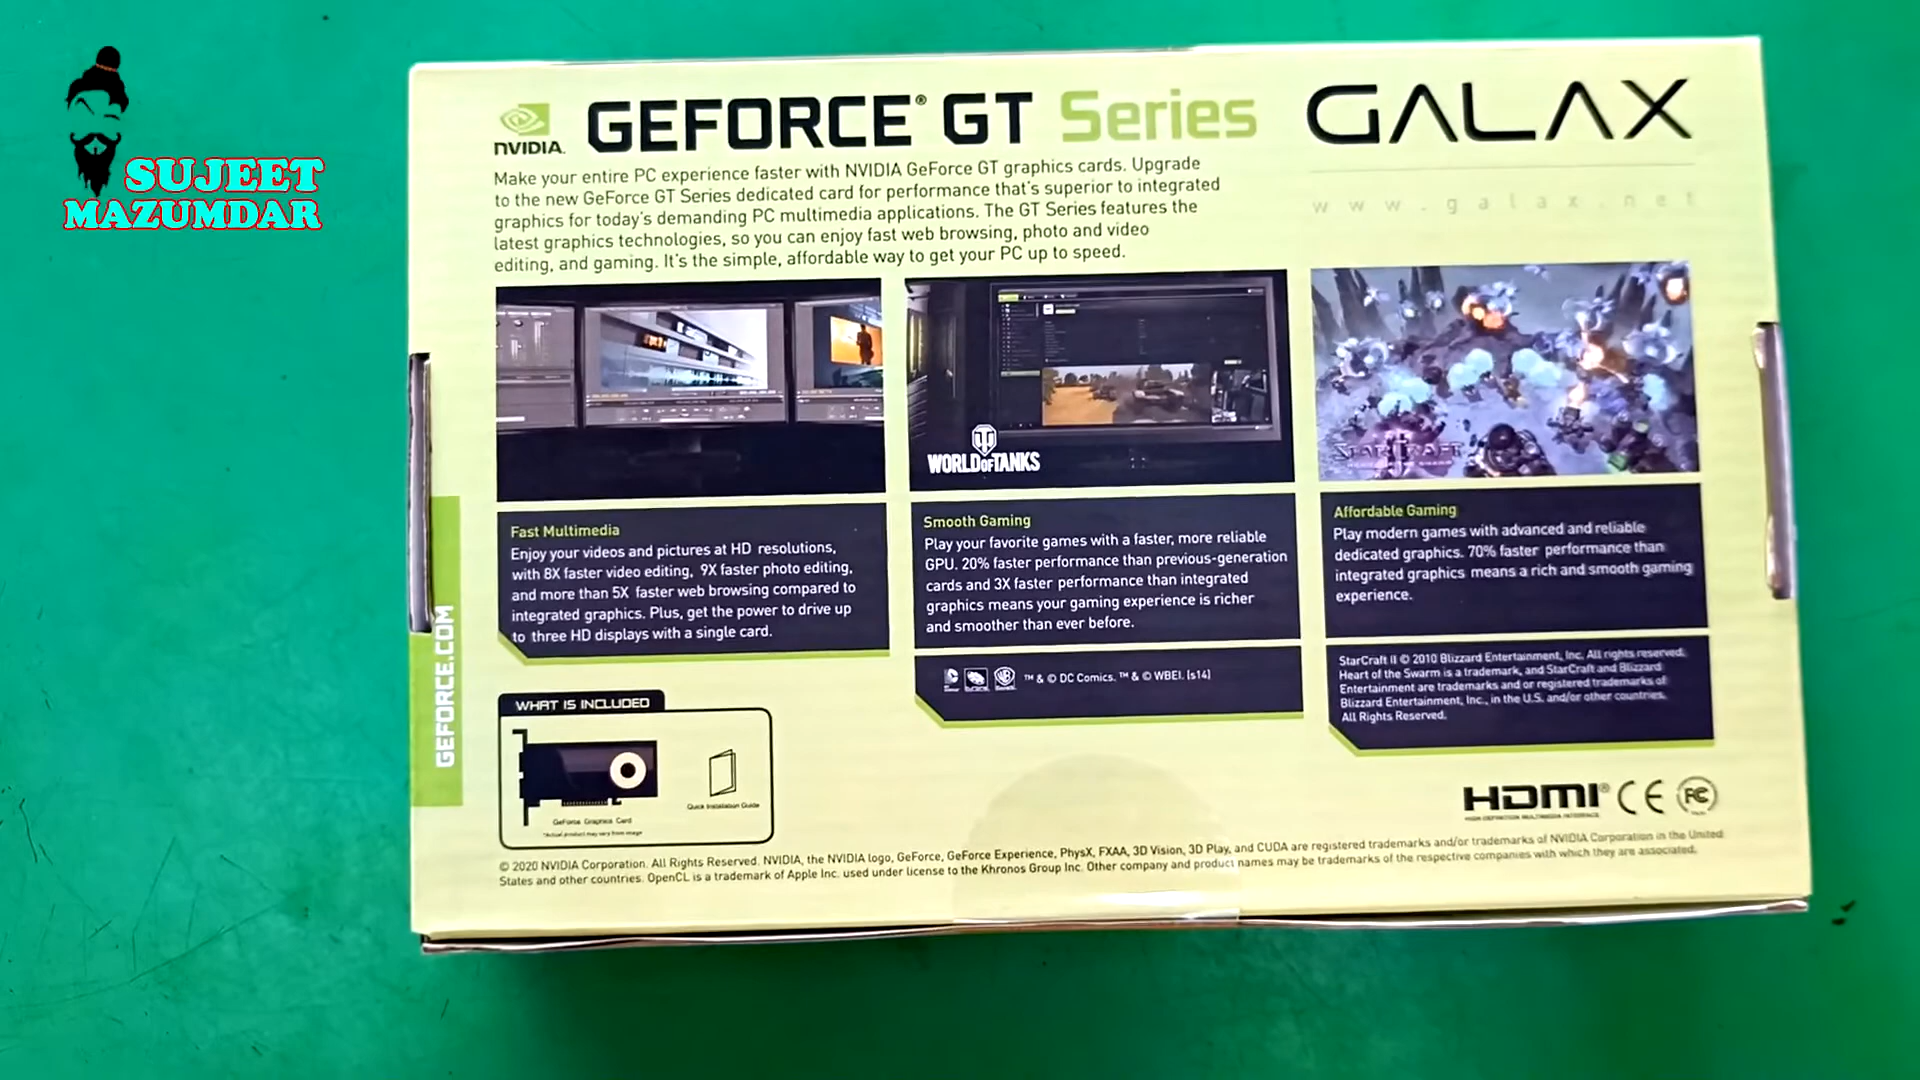 SUJEET
MAZUMDAR
NVIDIA.
GEFORCE® GT Series
GALAX
www.galax.net
Make your entire PC experience faster with NVIDIA GeForce GT graphics cards. Upgrade
to the new GeForce GT Series dedicated card for performance that's superior to integrated
graphics for today's demanding PC multimedia applications. The GT Series features the
latest graphics technologies, so you can enjoy fast web browsing, photo and video
editing, and gaming. It's the simple, affordable way to get your PC up to speed.
WORLD OF TANKS
STARCRAFT
Fast Multimedia
Enjoy your videos and pictures at HD resolutions,
with 8X faster video editing, 9X faster photo editing,
and more than 5X faster web browsing compared to
integrated graphics. Plus, get the power to drive up
to three HD displays with a single card.
Smooth Gaming
Play your favorite games with a faster, more reliable
GPU. 20% faster performance than previous-generation
cards and 3X faster performance than integrated
graphics means your gaming experience is richer
and smoother than ever before.
™ & © DC Comics. ™ & © WBEI. (s14)
Affordable Gaming
Play modern games with advanced and reliable
dedicated graphics. 70% faster performance than
integrated graphics means a rich and smooth gaming
experience.
StarCraft II © 2010 Blizzard Entertainment, Inc. All rights reserved.
Heart of the Swarm is a trademark, and StarCraft and Blizzard
Entertainment are trademarks and or registered trademarks of
Blizzard Entertainment, Inc., in the U.S. and/or other countries.
All Rights Reserved.
GEFORCE.COM
WHAT IS INCLUDED
GeForce Graphics Card
*Actual product may vary from image
Quick Installation Guide
HDMI®
HIGH DEFINITION MULTIMEDIA INTERFACE
CE
FC
© 2020 NVIDIA Corporation. All Rights Reserved. NVIDIA, the NVIDIA logo, GeForce, GeForce Experience, PhysX, FXAA, 3D Vision, 3D Play, and CUDA are registered trademarks and/or trademarks of NVIDIA Corporation in the United
States and other countries. OpenCL is a trademark of Apple Inc. used under license to the Khronos Group Inc. Other company and product names may be trademarks of the respective companies with which they are associated.